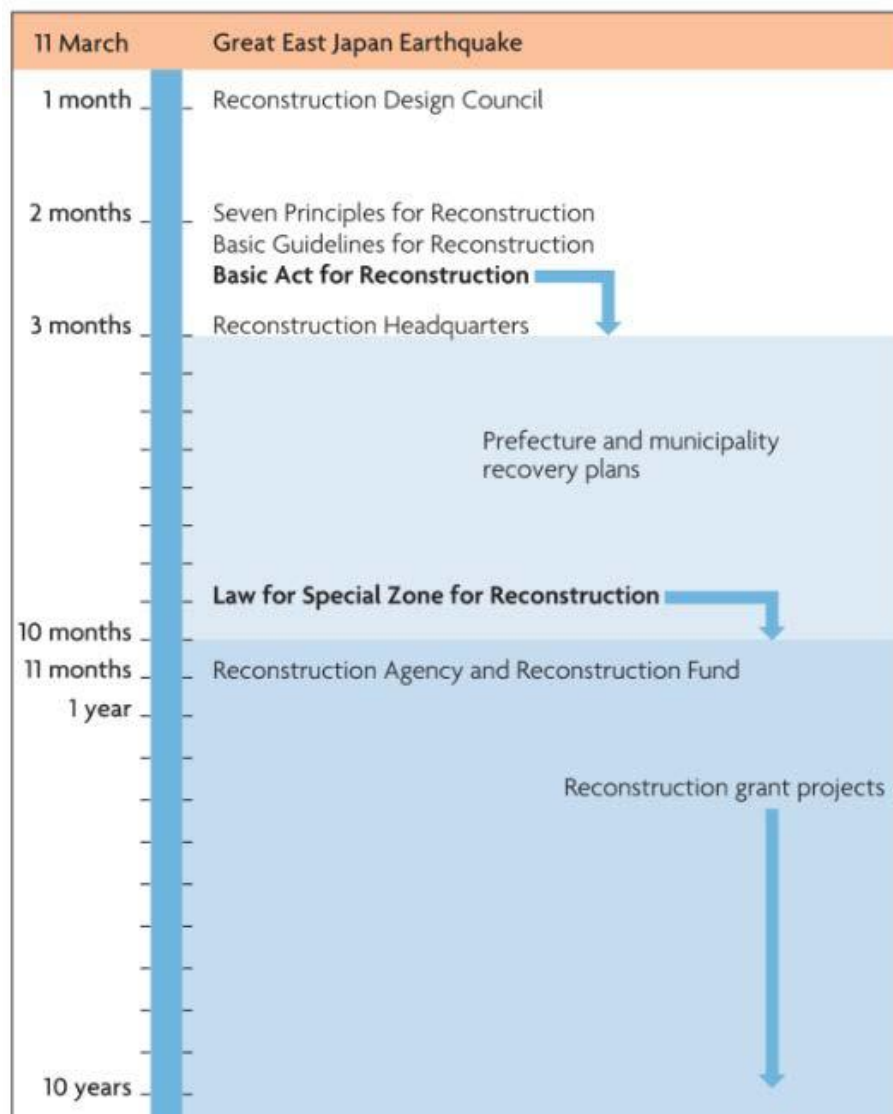 11 March Great East Japan Earthquake
1 month Reconstruction Design Council
2 months Seven Principles for Reconstruction
Basic Guidelines for Reconstruction
Basic Act for Reconstruction
3 months Reconstruction Headquarters
Prefecture and municipality
recovery plans
Law for Special Zone for Reconstruction
10 months
11 months Reconstruction Agency and Reconstruction Fund
1 year
Reconstruction grant projects
10 years